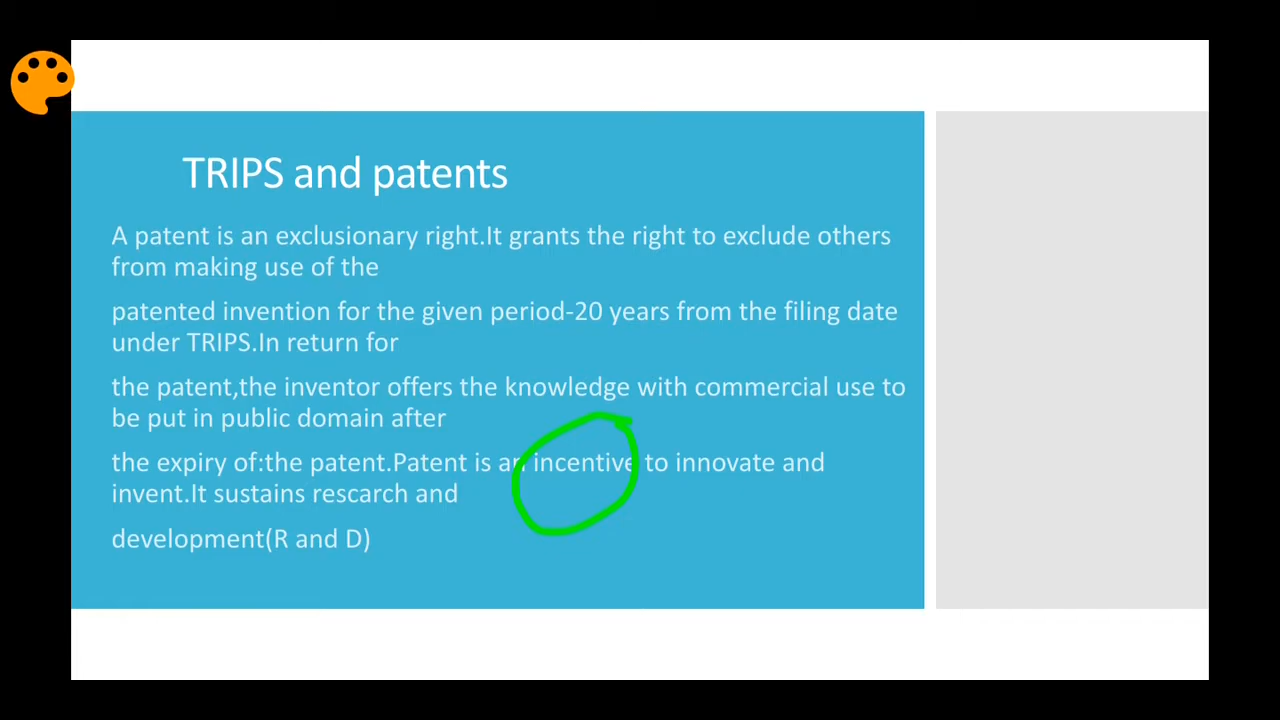 TRIPS and patents
A patent is an exclusionary right.It grants the right to exclude others
from making use of the
patented invention for the given period-20 years from the filing date
under TRIPS.In return for
the patent,the inventor offers the knowledge with commercial use to
be put in public domain after
the expiry of:the patent.Patent is an incentive to innovate and
invent.It sustains rescarch and
development(R and D)